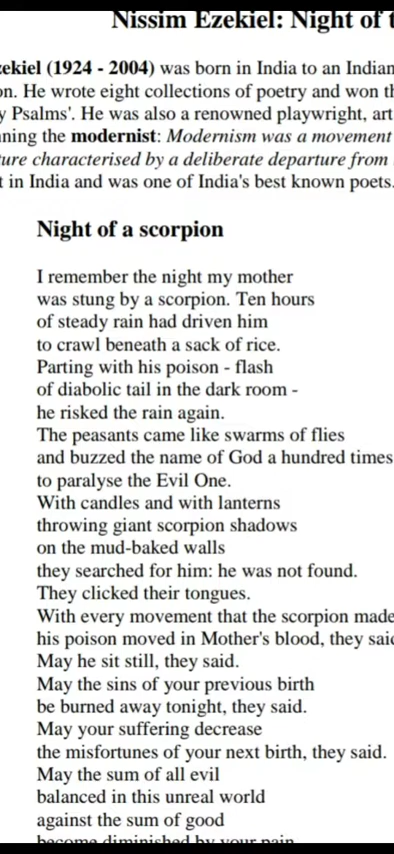 Nissim Ezekiel: Night of
ekiel (1924 - 2004) was born in India to an Indian
on. He wrote eight collections of poetry and won th
y Psalms'. He was also a renowned playwright, art
ning the modernist: Modernism was a movement
ture characterised by a deliberate departure from
t in India and was one of India's best known poets.
Night of a scorpion
I remember the night my mother
was stung by a scorpion. Ten hours
of steady rain had driven him
to crawl beneath a sack of rice.
Parting with his poison - flash
of diabolic tail in the dark room -
he risked the rain again.
The peasants came like swarms of flies
and buzzed the name of God a hundred times
to paralyse the Evil One.
With candles and with lanterns
throwing giant scorpion shadows
on the mud-baked walls
they searched for him: he was not found.
They clicked their tongues.
With every movement that the scorpion made
his poison moved in Mother's blood, they said
May he sit still, they said.
May the sins of your previous birth
be burned away tonight, they said.
May your suffering decrease
the misfortunes of your next birth, they said.
May the sum of all evil
balanced in this unreal world
against the sum of good
become diminished by your pain